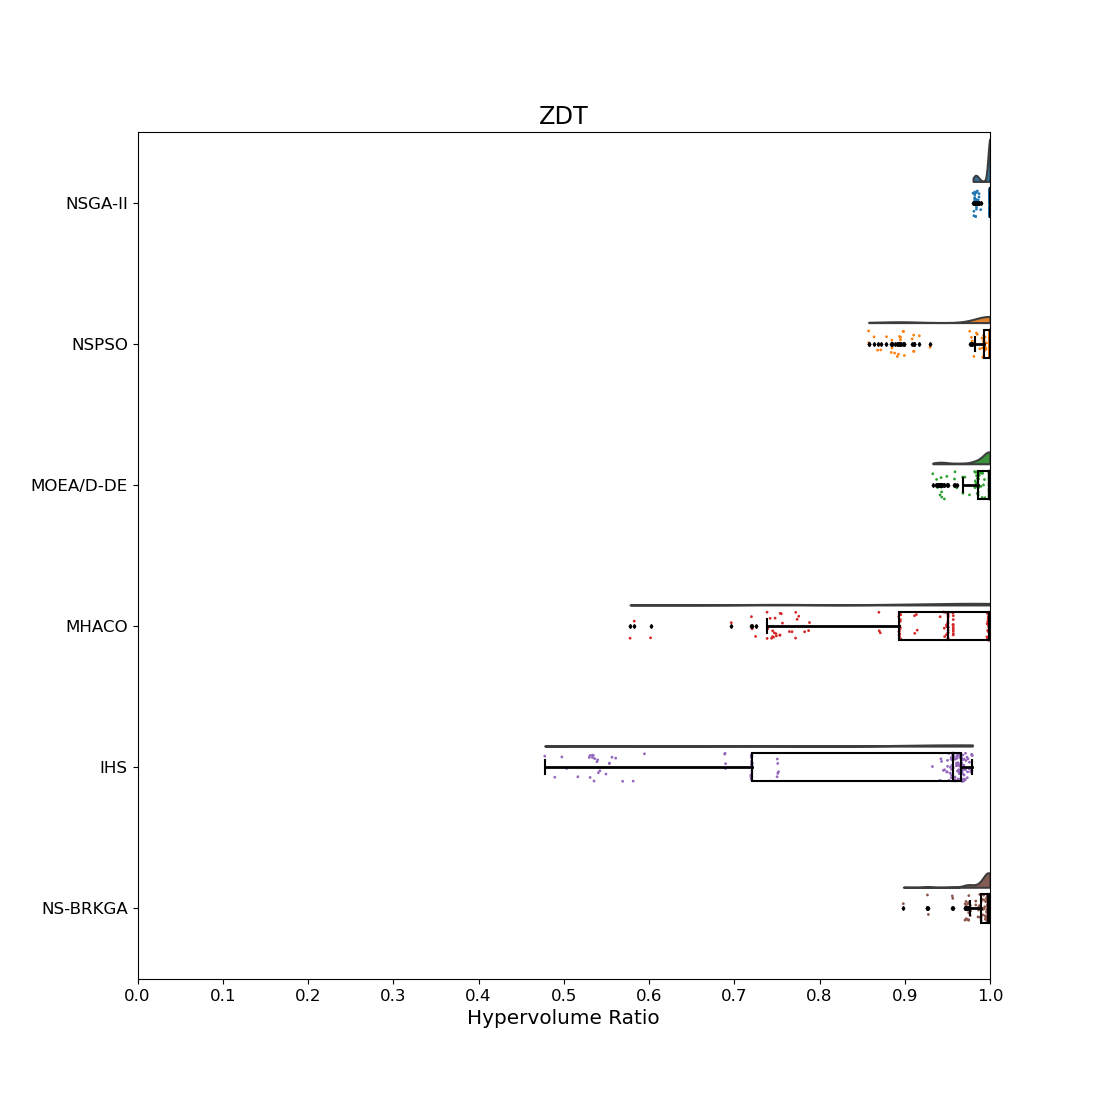 ZDT
NSGA-II
NSPSO
MOEA/D-DE
MHACO
IHS
NS-BRKGA
0.0 0.1 0.2 0.3 0.4 0.5 0.6 0.7 0.8 0.9 1.0
Hypervolume Ratio